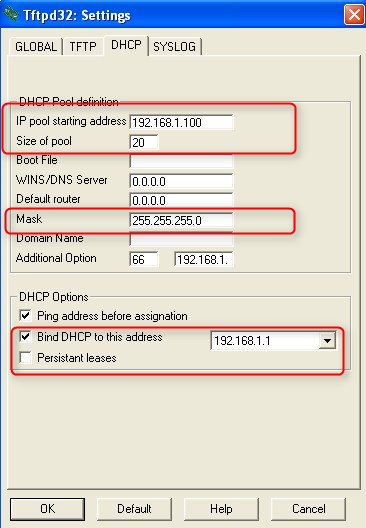 Tftpd32: Settings
GLOBAL TFTP DHCP SYSLOG
DHCP Pool definition
IP pool starting address 192.168.1.100
Size of pool 20
Boot File
WINS/DNS Server 0.0.0.0
Default router 0.0.0.0
Mask 255.255.255.0
Domain Name
Additional Option 66 192.168.1.
DHCP Options
Ping address before assignation
Bind DHCP to this address 192.168.1.1
Persistant leases
OK Default Help Cancel